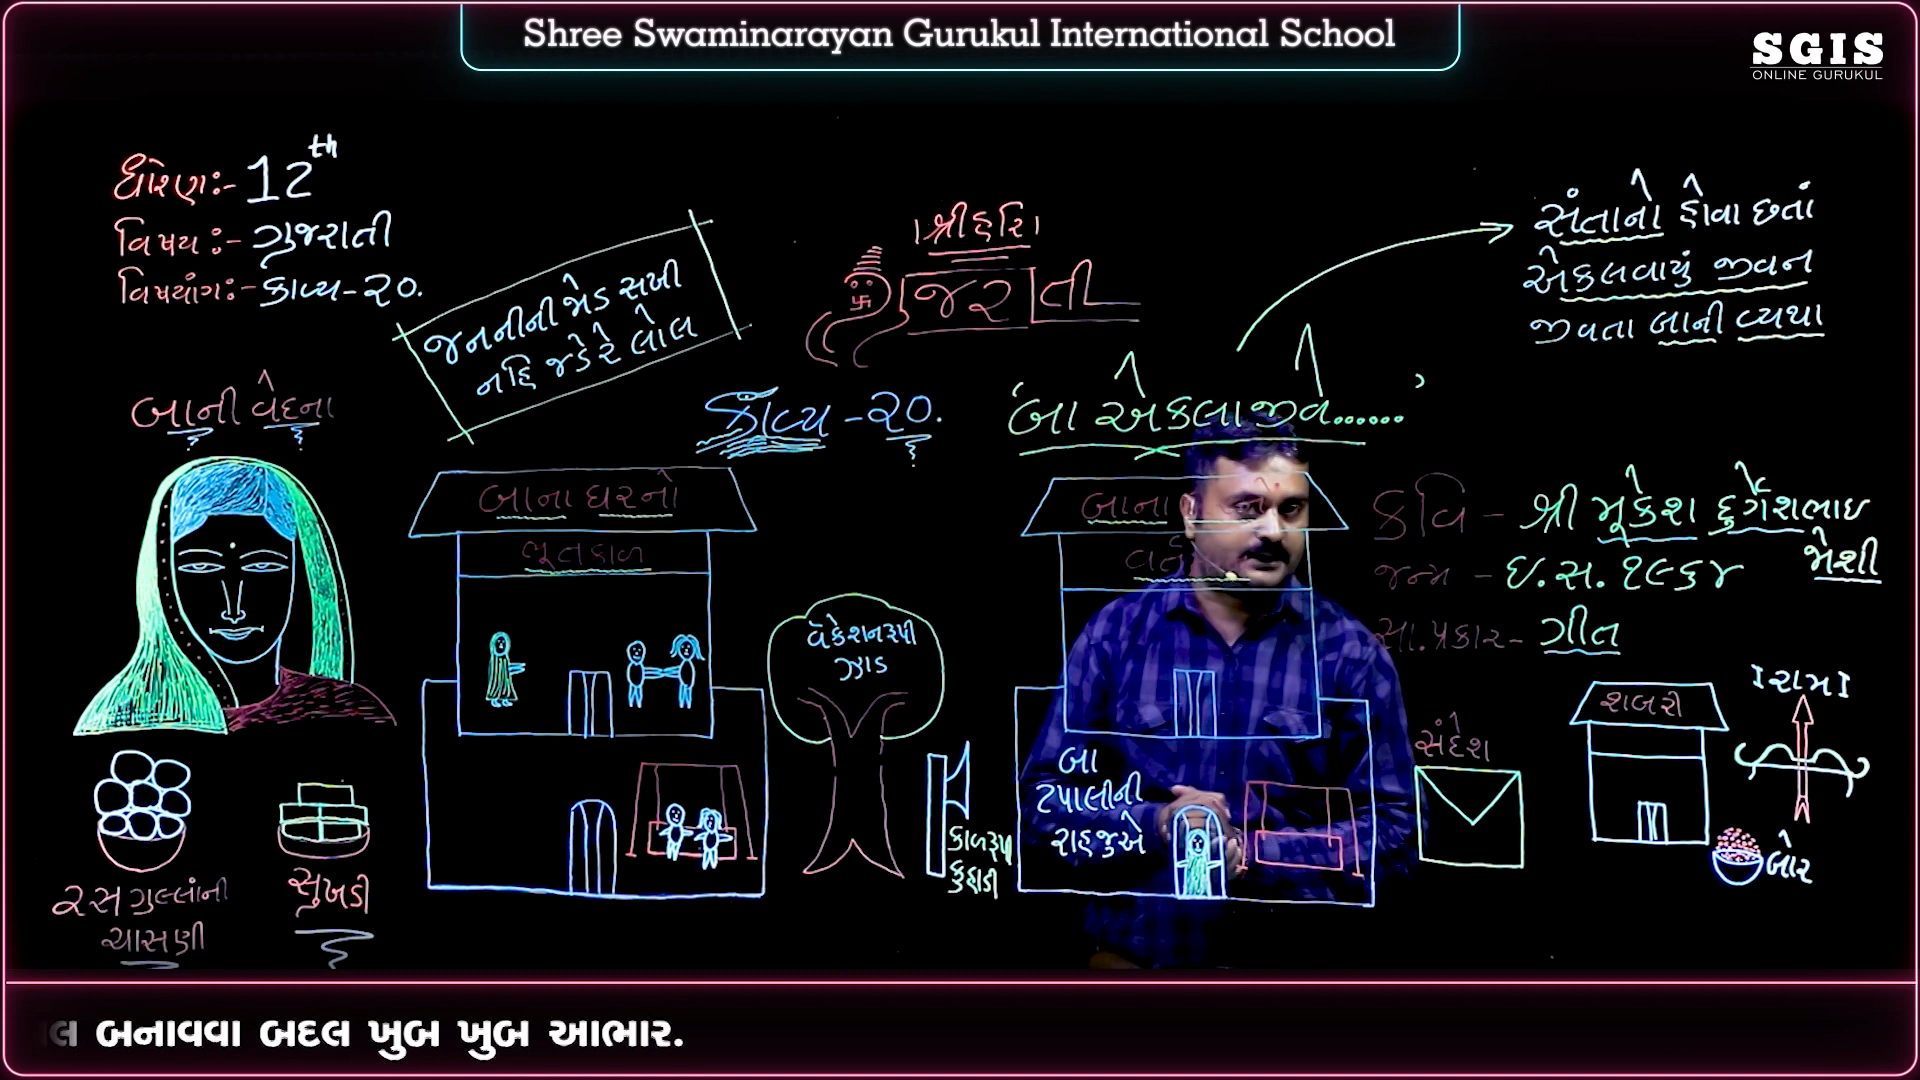 Shree Swaminarayan Gurukul International School
SGIS
ONLINE GURUKUL
ધોરણઃ- 12th
વિષયઃ- ગુજરાતી
વિષયાંગઃ- કાવ્ય-૨૦.
જનનીની જોડ સખી
નહિ જડે રે લોલ
।શ્રીહરિ।
જરાતી
કાવ્ય - ૨૦.
'બા એકલા જીવે......'
સંતાનો હોવા છતાં
એકલવાયું જીવન
જીવતા બાની વ્યથા
બાની વેદના
રસગુલ્લાંની
ચાસણી
સુખડી
બાના ઘરનો
ભૂતકાળ
વૅકેશનરૂપી
ઝાડ
કાળરૂપી
કુહાડી
બાના
બા
ટપાલીની
રાહ જુએ
કવિ - શ્રી મૂકેશ દુર્ગેશભાઇ
જોશી
જન્મ - ઇ.સ. ૧૯૬૪
સા.પ્રકાર- ગીત
સંદેશ
શબરી
।રામ।
બોર
લ બનાવવા બદલ ખુબ ખુબ આભાર.